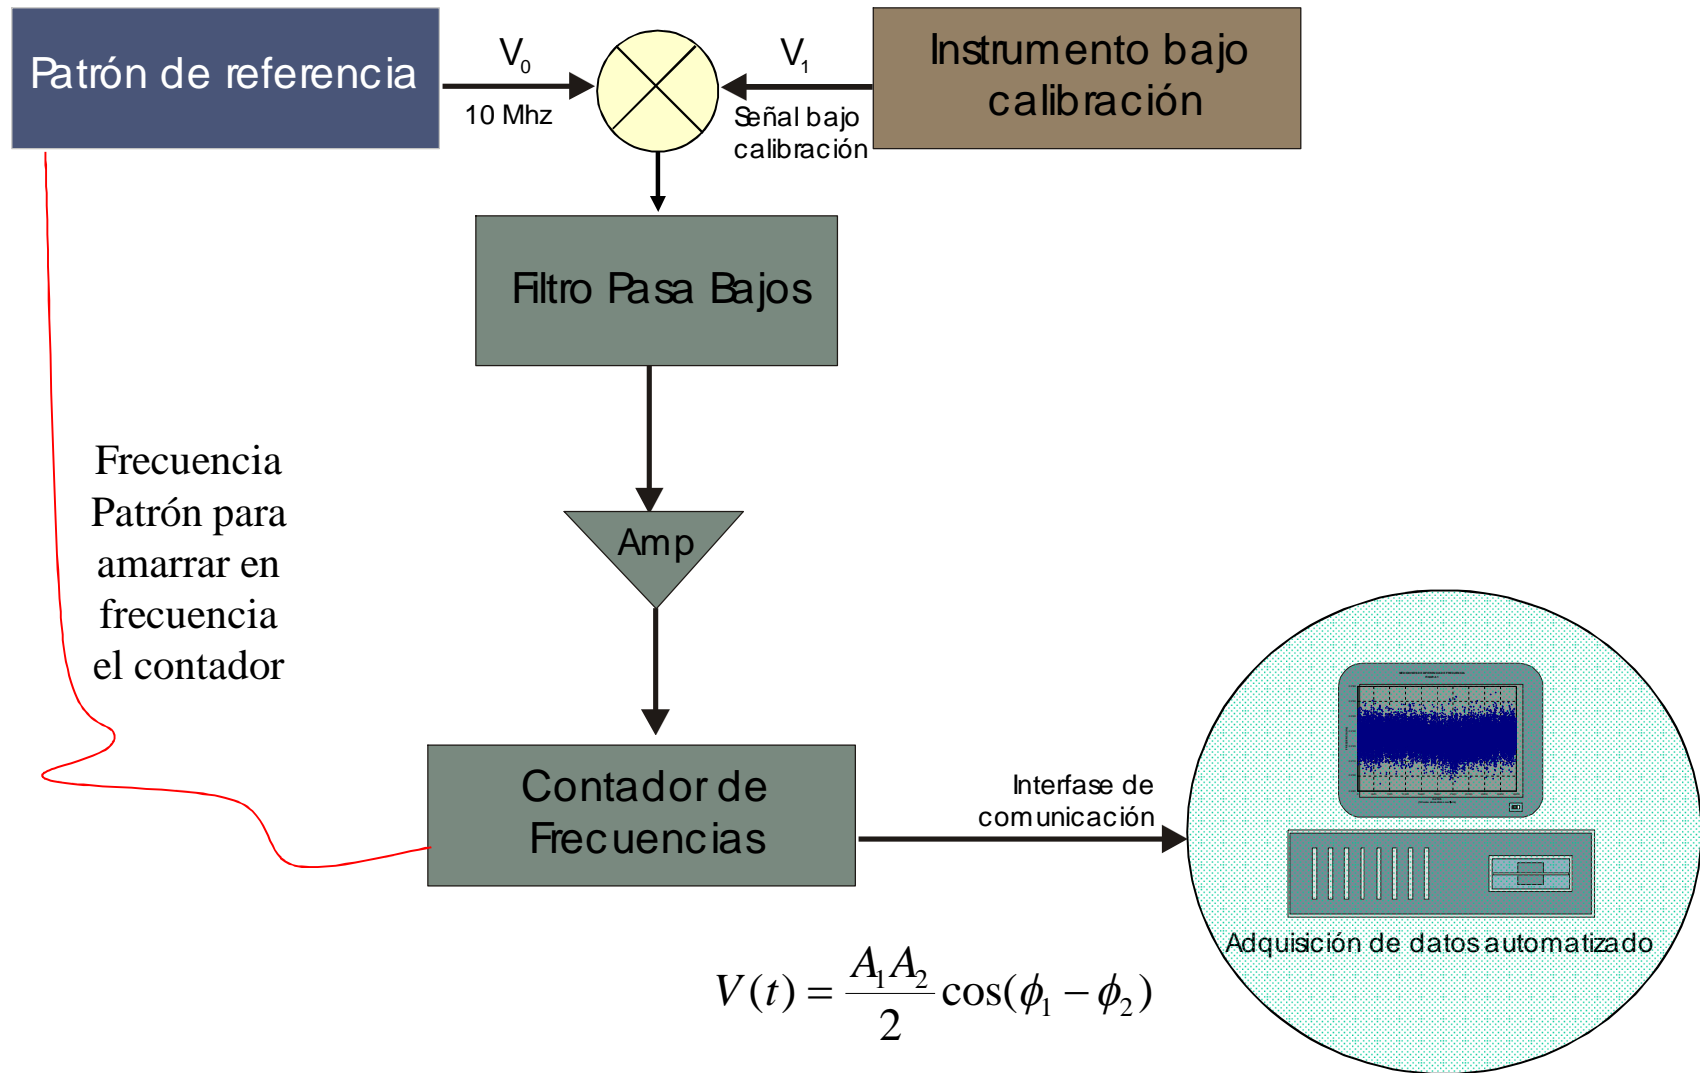 Patrón de referencia
V0
10 Mhz
V1
Señal bajo
calibración
Instrumento bajo
calibración
Filtro Pasa Bajos
Frecuencia
Patrón para
amarrar en
frecuencia
el contador
Amp
Contador de
Frecuencias
Interfase de
comunicación
Adquisición de datos automatizado
V(t) = A1A2/2 cos(ϕ1 − ϕ2)